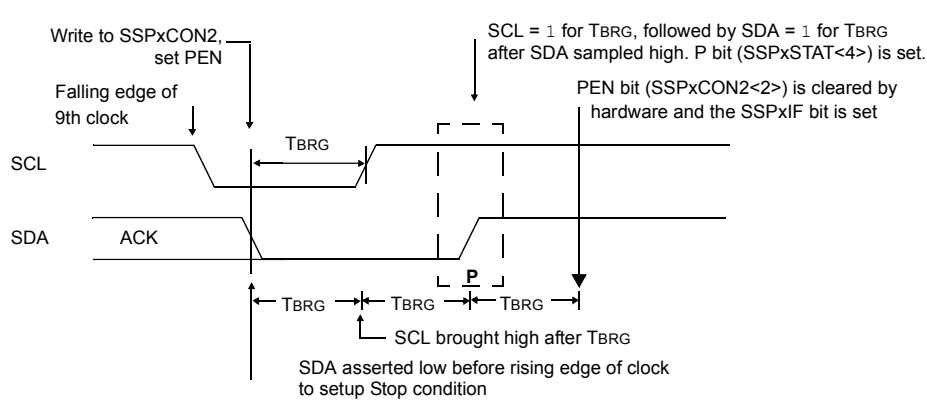 Write to SSPxCON2,
set PEN
SCL = 1 for TBRG, followed by SDA = 1 for TBRG
after SDA sampled high. P bit (SSPxSTAT<4>) is set.
Falling edge of
9th clock
PEN bit (SSPxCON2<2>) is cleared by
hardware and the SSPxIF bit is set
TBRG
SCL
SDA
ACK
P
TBRG
TBRG
TBRG
SCL brought high after TBRG
SDA asserted low before rising edge of clock
to setup Stop condition